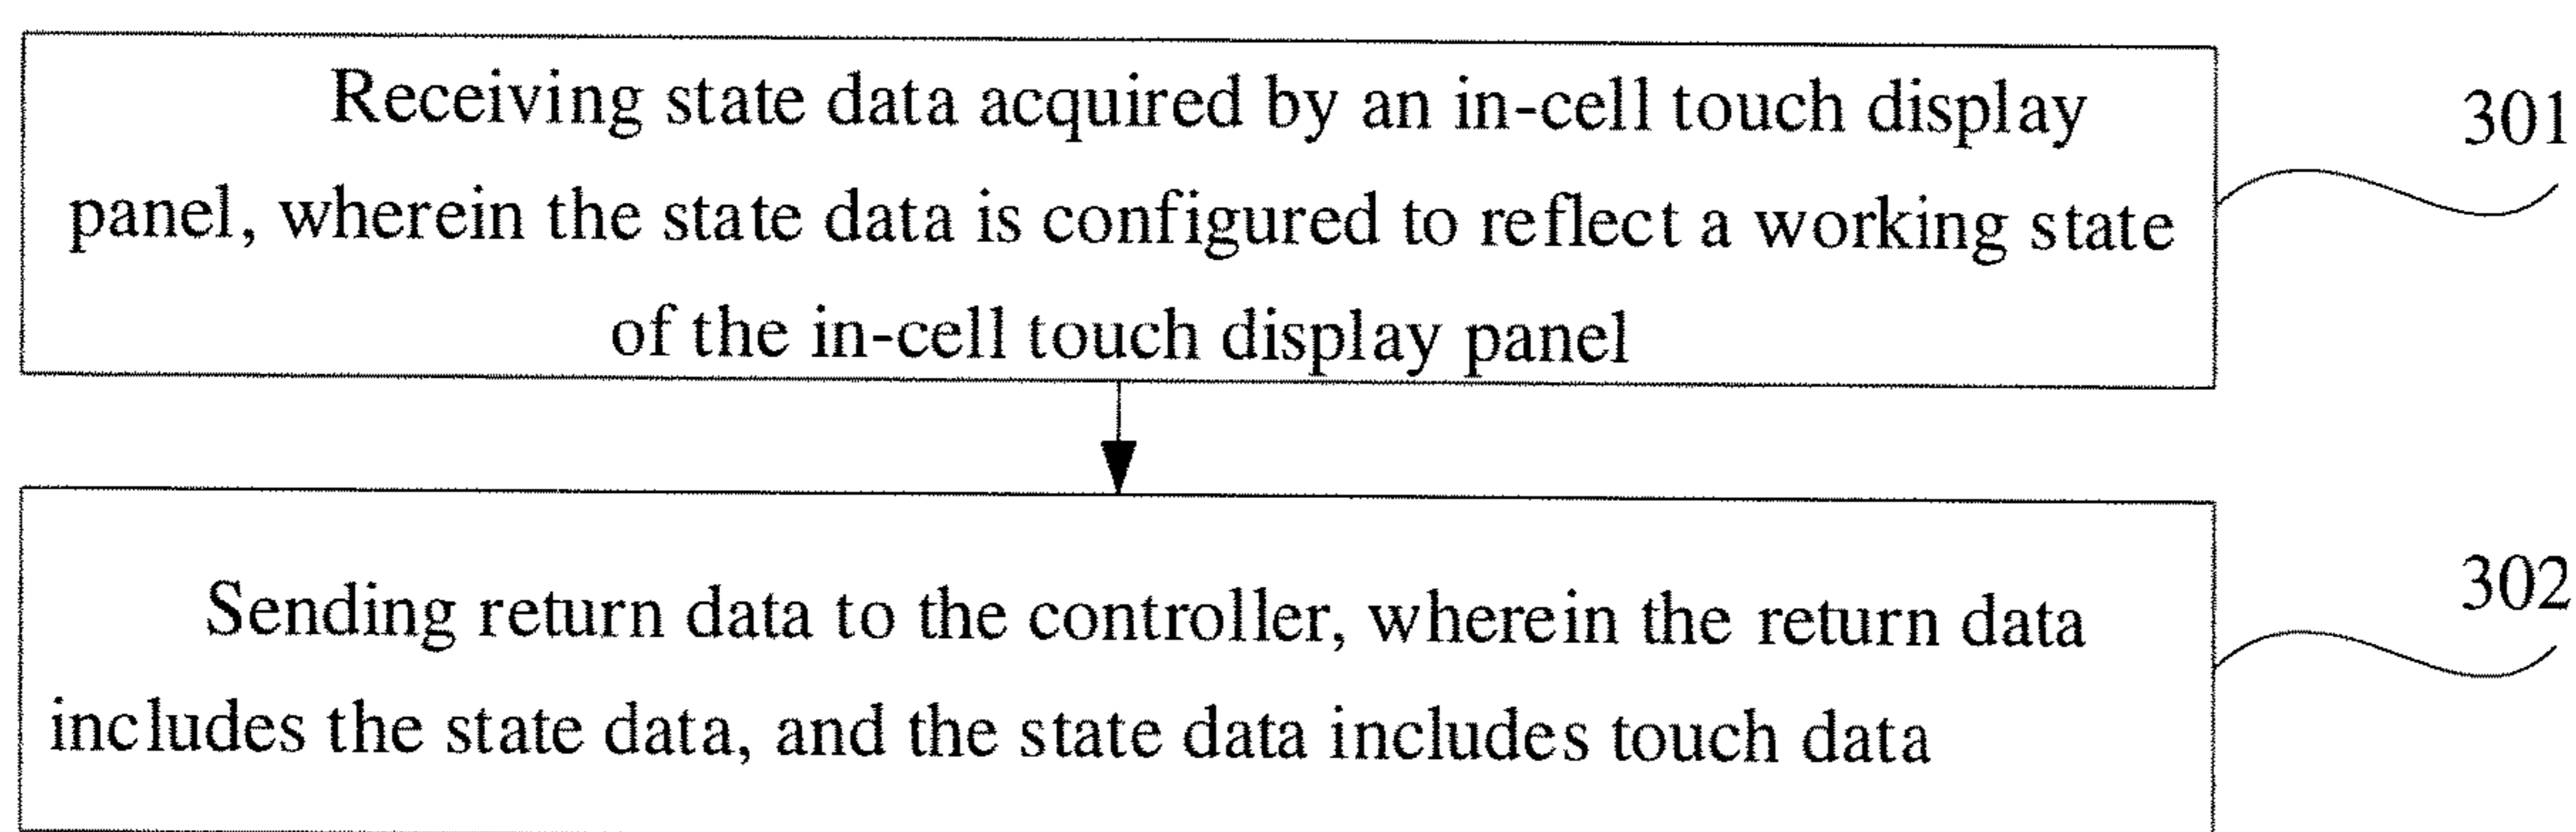 Receiving state data acquired by an in-cell touch display
301
panel, wherein the state data is configured to reflect a working state
of the in-cell touch display panel
Sending return data to the controller, wherein the return data
302
includes the state data, and the state data includes touch data